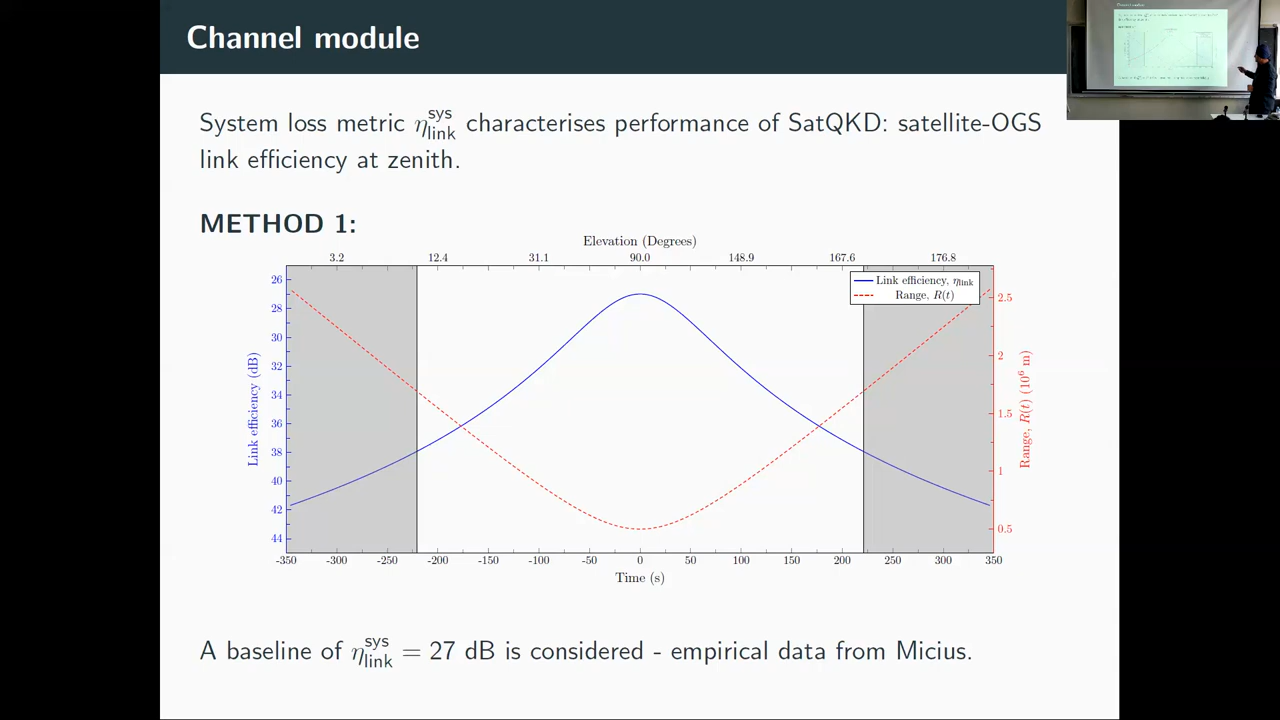 Channel module
System loss metric η^sys_link characterises performance of SatQKD: satellite-OGS
link efficiency at zenith.
METHOD 1:
Elevation (Degrees)
3.2 12.4 31.1 90.0 148.9 167.6 176.8
Link efficiency, η_link
Range, R(t)
Link efficiency (dB)
26
28
30
32
34
36
38
40
42
44
2.5
2
1.5
1
0.5
Range, R(t) (10^6 m)
-350 -300 -250 -200 -150 -100 -50 0 50 100 150 200 250 300 350
Time (s)
A baseline of η^sys_link = 27 dB is considered - empirical data from Micius.